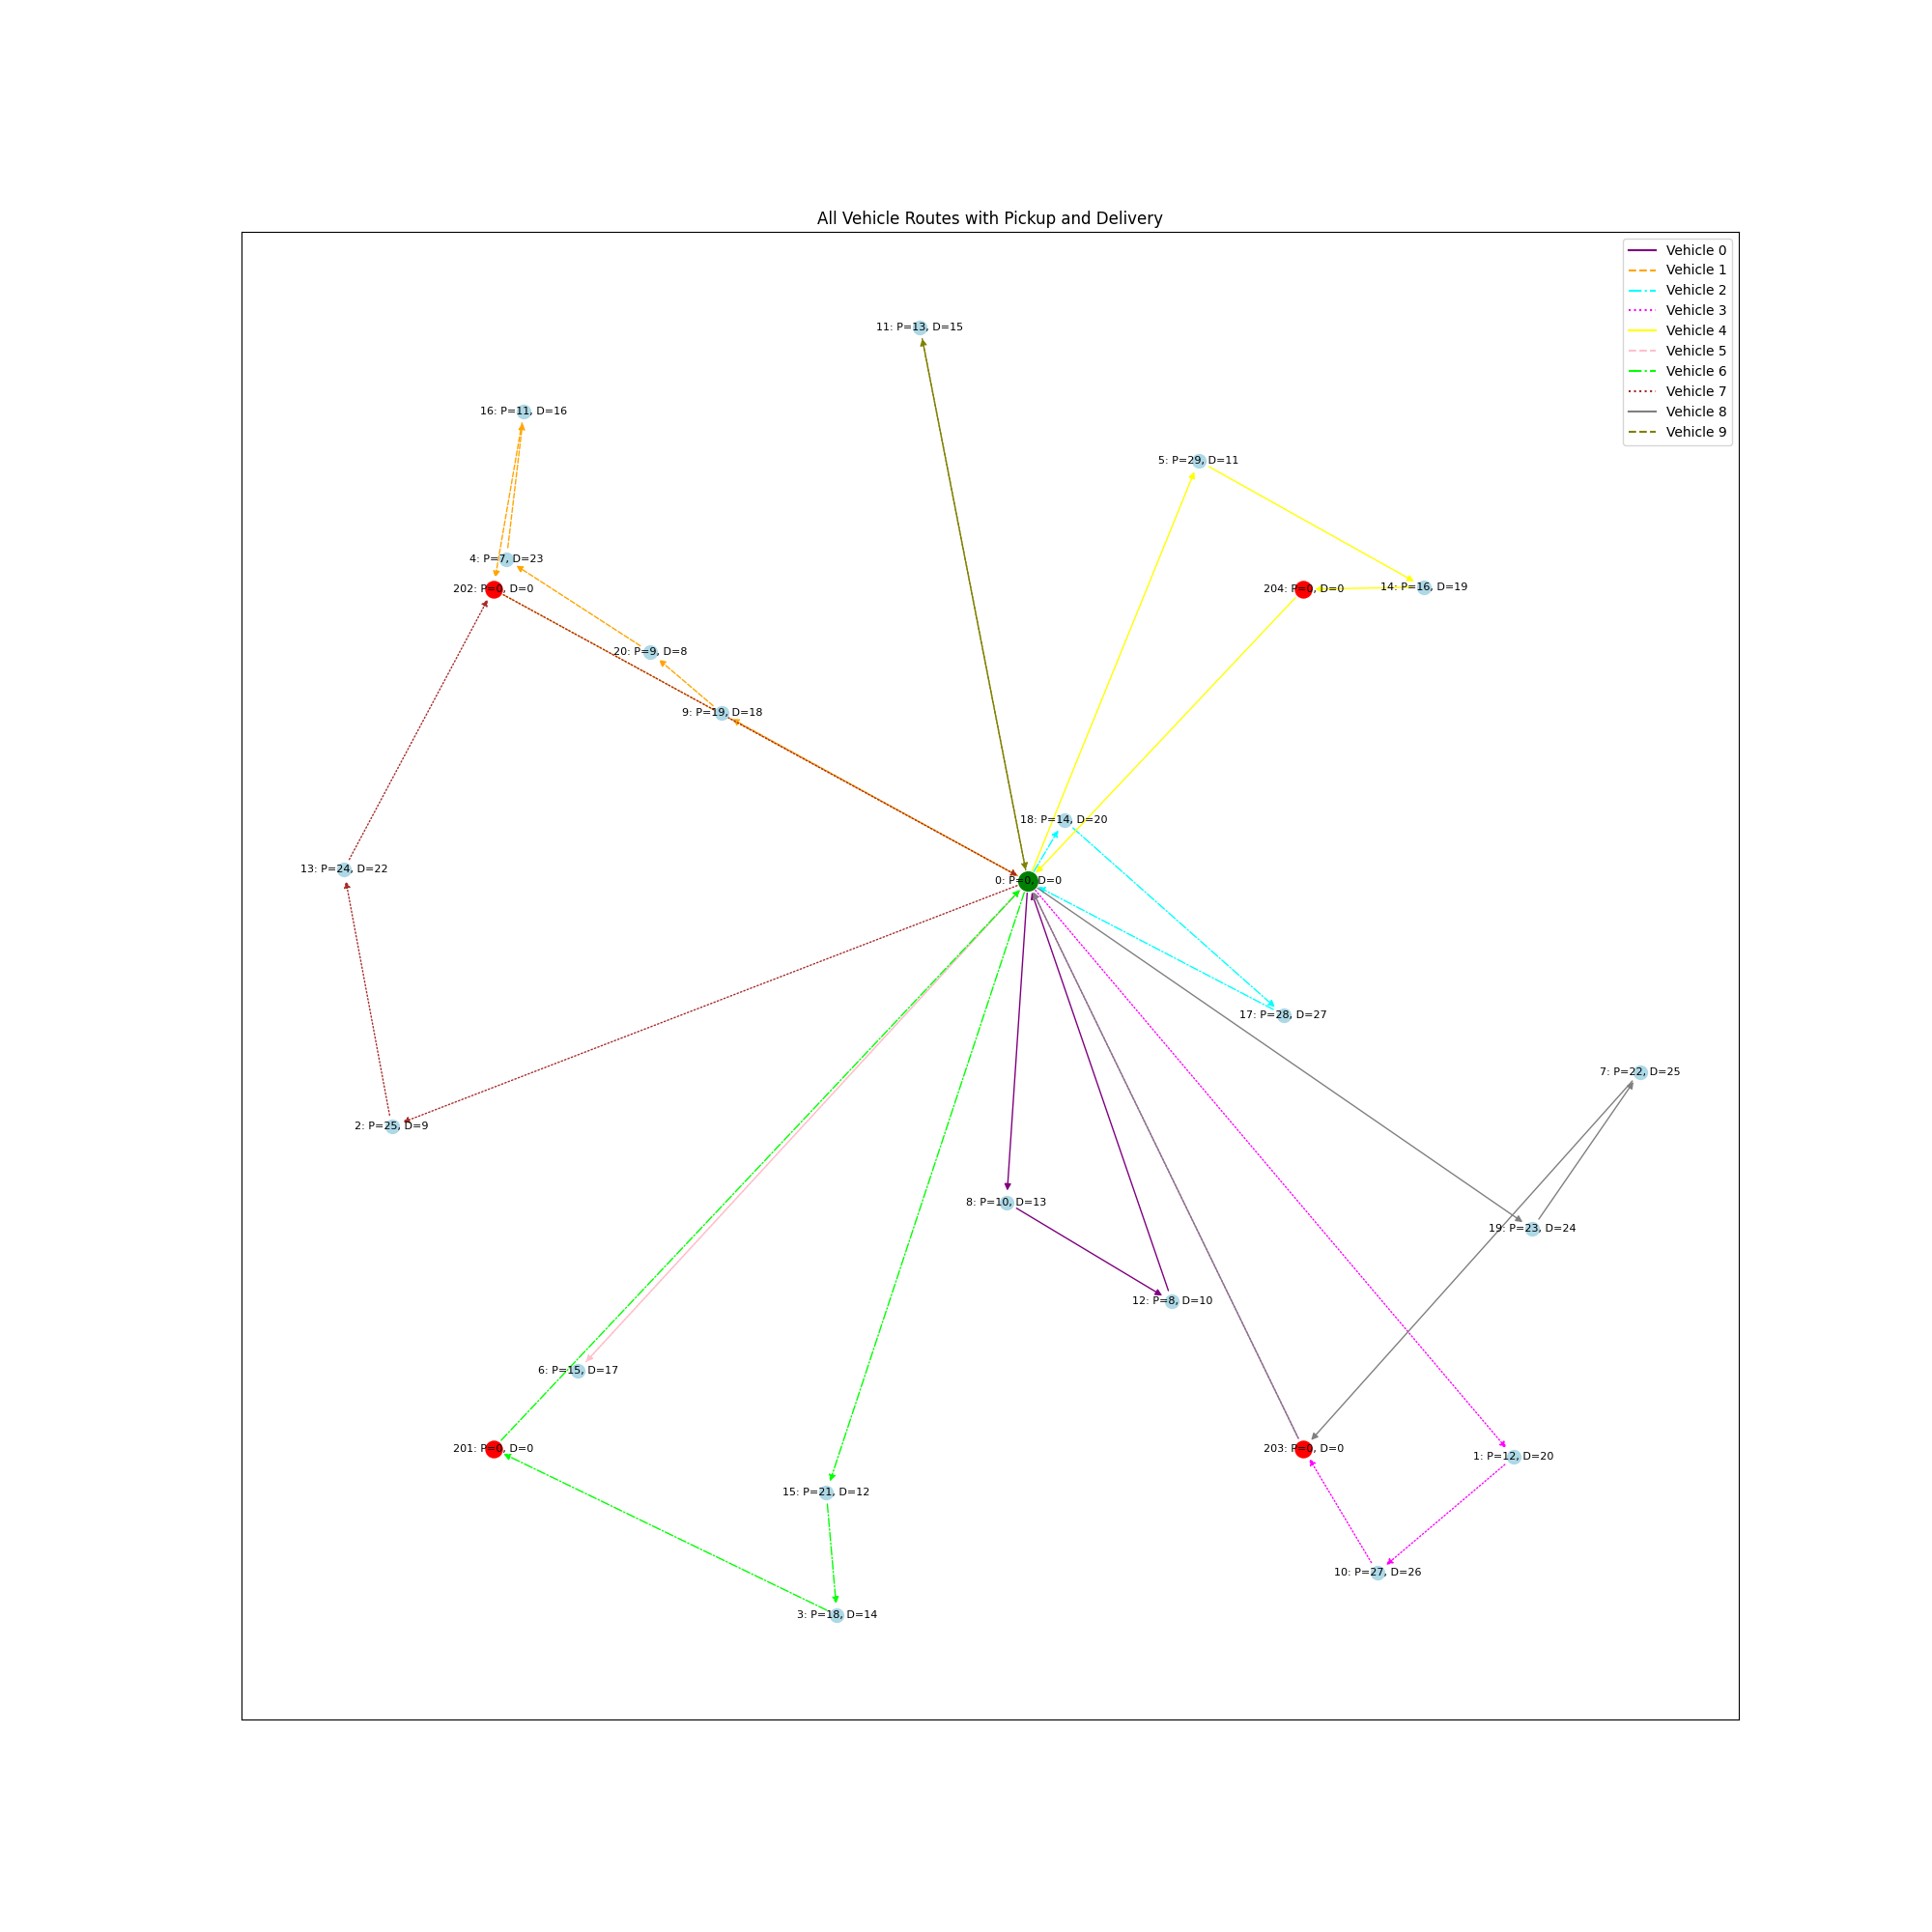 All Vehicle Routes with Pickup and Delivery
Vehicle 0
Vehicle 1
Vehicle 2
Vehicle 3
Vehicle 4
Vehicle 5
Vehicle 6
Vehicle 7
Vehicle 8
Vehicle 9
11: P=13, D=15
16: P=11, D=16
5: P=29, D=11
4: P=7, D=23
202: P=0, D=0
204: P=0, D=0
14: P=16, D=19
20: P=9, D=8
9: P=19, D=18
18: P=14, D=20
13: P=24, D=22
0: P=0, D=0
17: P=28, D=27
7: P=22, D=25
2: P=25, D=9
8: P=10, D=13
19: P=23, D=24
12: P=8, D=10
6: P=15, D=17
201: P=0, D=0
203: P=0, D=0
1: P=12, D=20
15: P=21, D=12
10: P=27, D=26
3: P=18, D=14